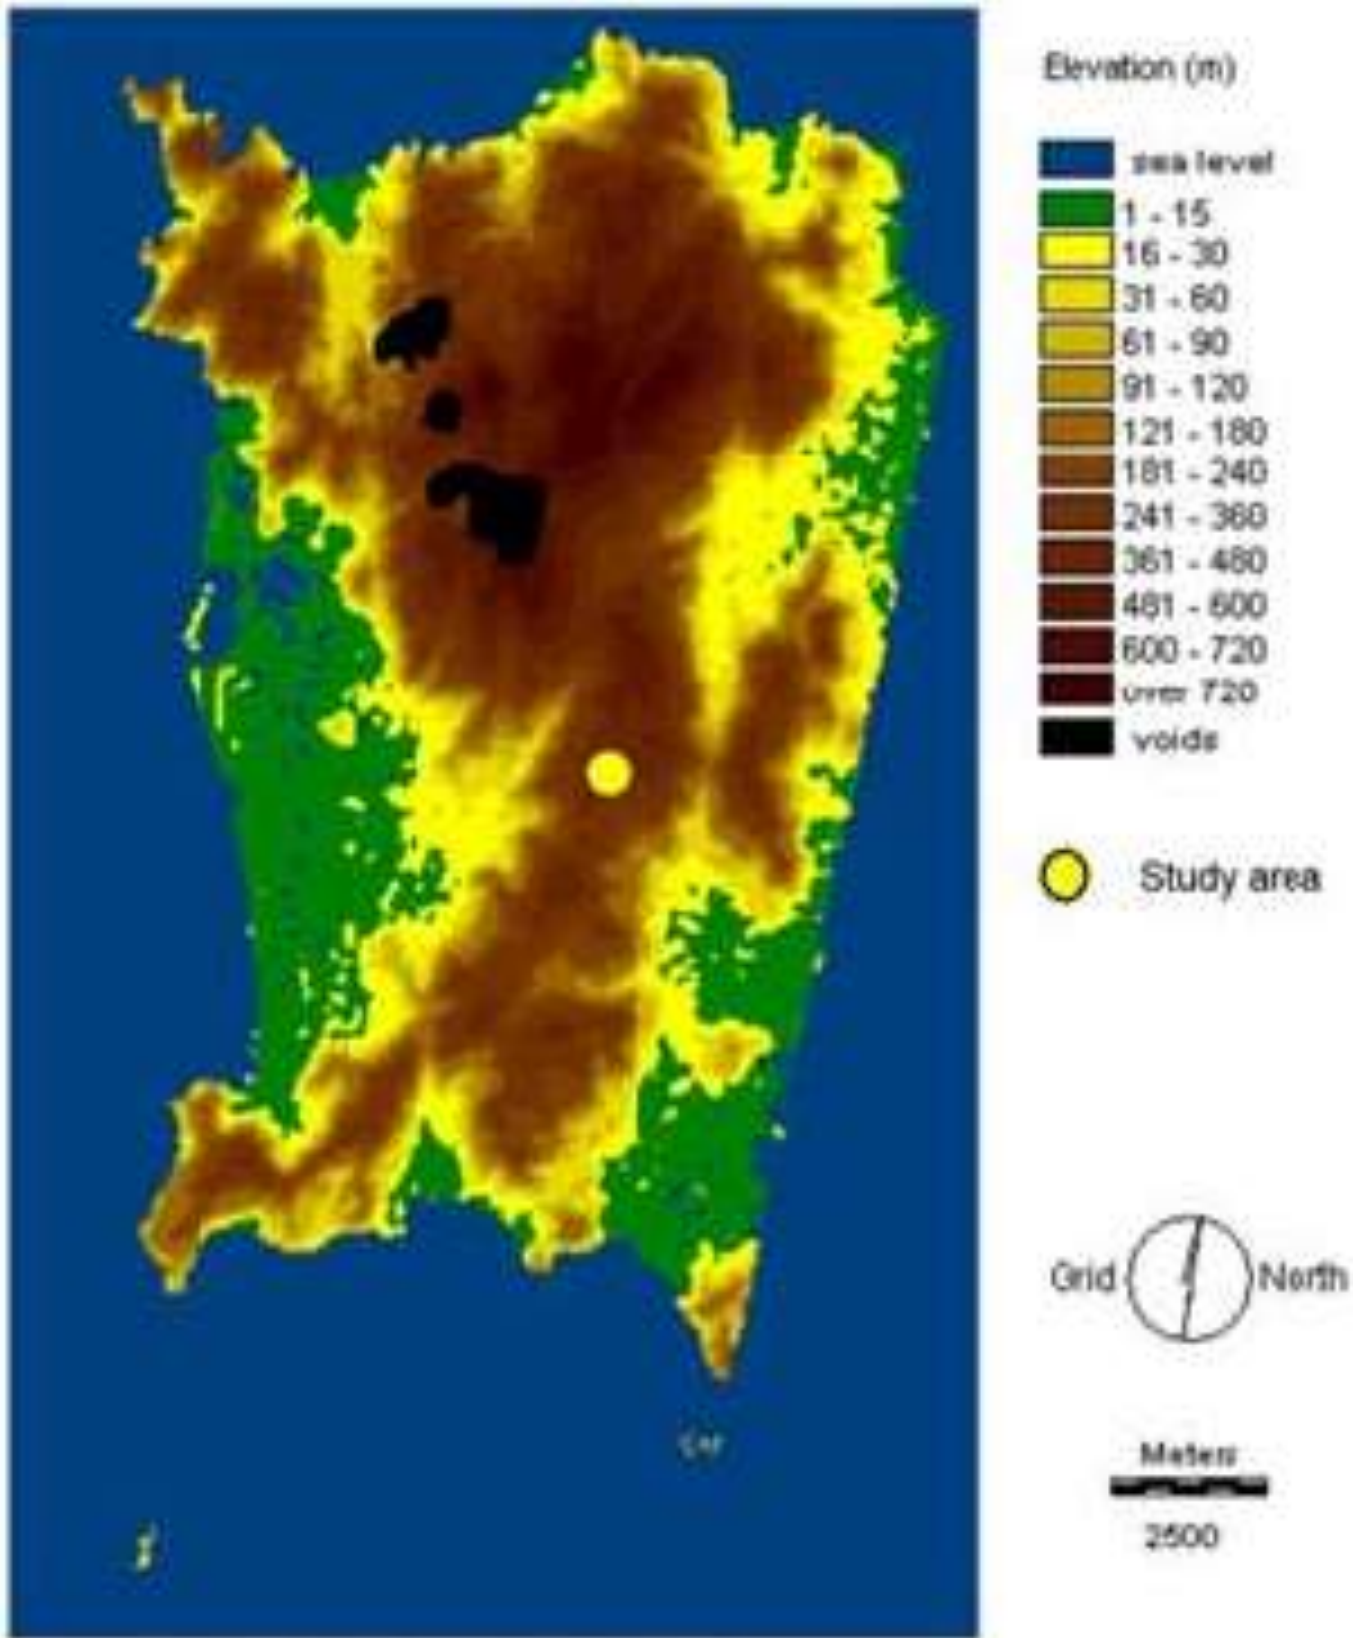 Elevation (m)
sea level
1 - 15
16 - 30
31 - 60
61 - 90
91 - 120
121 - 180
181 - 240
241 - 360
361 - 480
481 - 600
600 - 720
over 720
voids
Study area
Grid North
Meters
2500